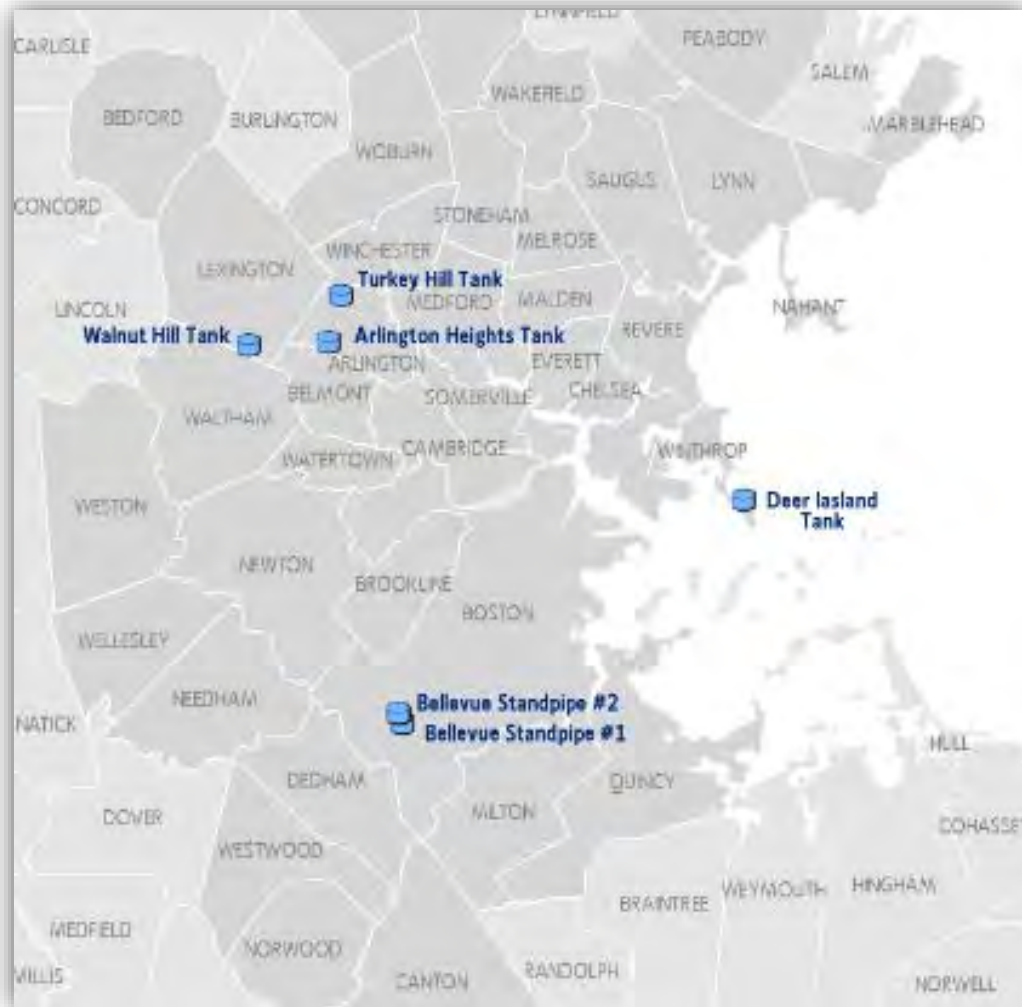 LYNNFIELD
PEABODY
CARLISLE
SALEM
WAKEFIELD
BEDFORD
BURLINGTON
MARBLEHEAD
WOBURN
SAUGUS
LYNN
CONCORD
STONEHAM
MELROSE
WINCHESTER
LEXINGTON
Turkey Hill Tank
MEDFORD
MALDEN
NAHANT
LINCOLN
REVERE
Walnut Hill Tank
Arlington Heights Tank
ARLINGTON
EVERETT
BELMONT
SOMERVILLE
CHELSEA
WALTHAM
CAMBRIDGE
WINTHROP
WATERTOWN
WESTON
Deer Iasland
Tank
NEWTON
BROOKLINE
BOSTON
WELLESLEY
NEEDHAM
Bellevue Standpipe #2
NATICK
Bellevue Standpipe #1
HULL
DEDHAM
QUINCY
DOVER
MILTON
COHASSE
WESTWOOD
WEYMOUTH
HINGHAM
BRAINTREE
MEDFIELD
NORWOOD
MILLIS
CANTON
RANDOLPH
NORWELL